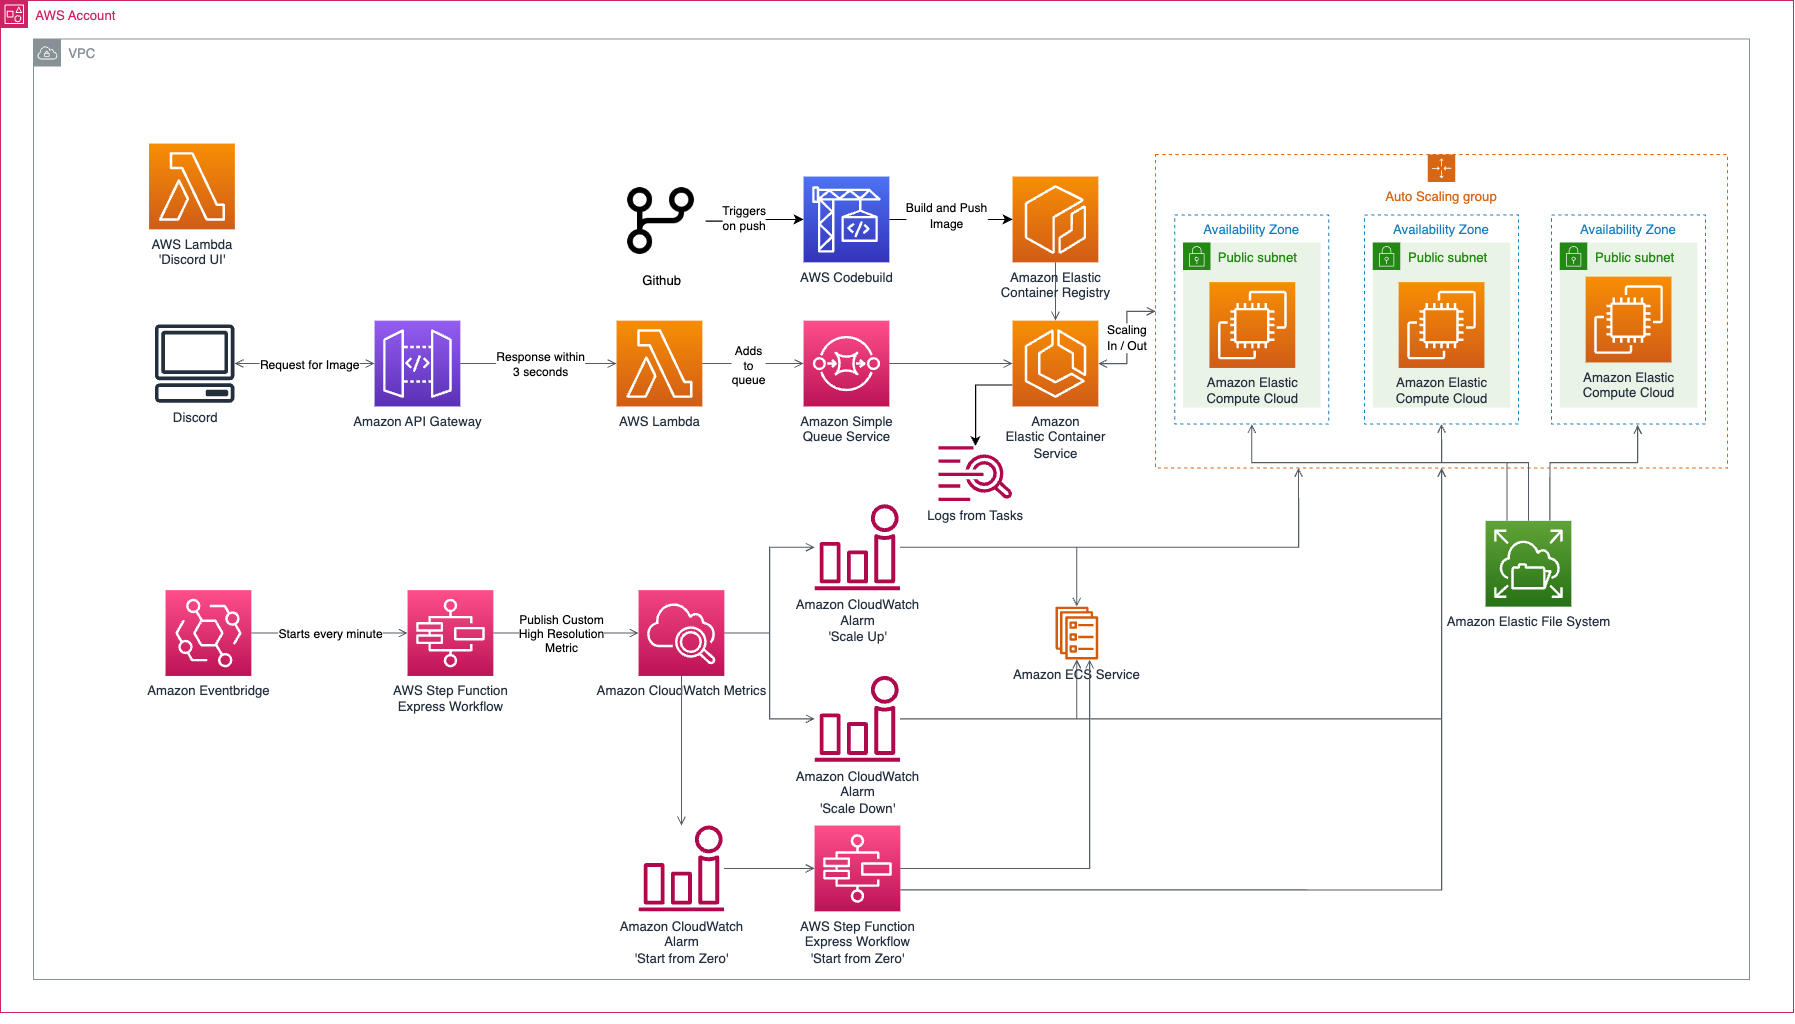 AWS Account
VPC
AWS Lambda
'Discord UI'
Github
Triggers
on push
AWS Codebuild
Build and Push
Image
Amazon Elastic
Container Registry
Auto Scaling group
Availability Zone
Public subnet
Amazon Elastic
Compute Cloud
Availability Zone
Public subnet
Amazon Elastic
Compute Cloud
Availability Zone
Public subnet
Amazon Elastic
Compute Cloud
Discord
Request for Image
Amazon API Gateway
Response within
3 seconds
AWS Lambda
Adds
to
queue
Amazon Simple
Queue Service
Amazon
Elastic Container
Service
Scaling
In / Out
Logs from Tasks
Amazon Eventbridge
Starts every minute
AWS Step Function
Express Workflow
Publish Custom
High Resolution
Metric
Amazon CloudWatch Metrics
Amazon CloudWatch
Alarm
'Scale Up'
Amazon ECS Service
Amazon Elastic File System
Amazon CloudWatch
Alarm
'Scale Down'
Amazon CloudWatch
Alarm
'Start from Zero'
AWS Step Function
Express Workflow
'Start from Zero'